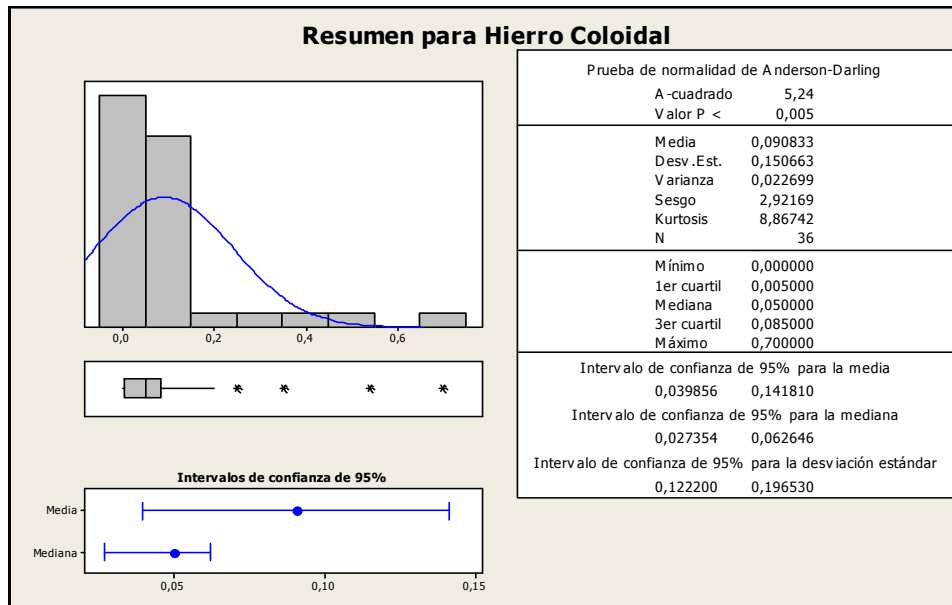 Resumen para Hierro Coloidal
0,0 0,2 0,4 0,6
Intervalos de confianza de 95%
Media
Mediana
0,05 0,10 0,15
Prueba de normalidad de Anderson-Darling
A-cuadrado 5,24
Valor P < 0,005
Media 0,090833
Desv.Est. 0,150663
Varianza 0,022699
Sesgo 2,92169
Kurtosis 8,86742
N 36
Mínimo 0,000000
1er cuartil 0,005000
Mediana 0,050000
3er cuartil 0,085000
Máximo 0,700000
Intervalo de confianza de 95% para la media
0,039856 0,141810
Intervalo de confianza de 95% para la mediana
0,027354 0,062646
Intervalo de confianza de 95% para la desviación estándar
0,122200 0,196530